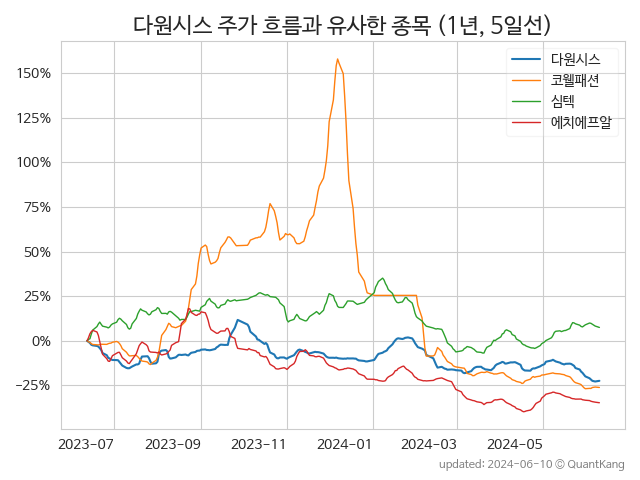 다원시스 주가 흐름과 유사한 종목 (1년, 5일선)
다원시스
코웰패션
심텍
에치에프알
150%
125%
100%
75%
50%
25%
0%
−25%
2023-07 2023-09 2023-11 2024-01 2024-03 2024-05
updated: 2024-06-10 © QuantKang